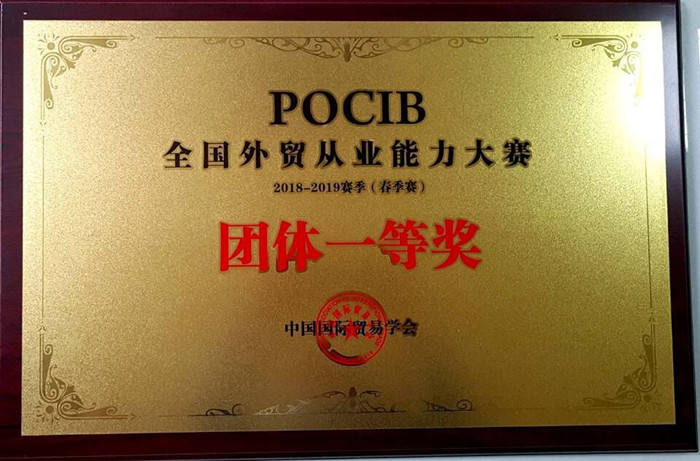 POCIB
全国外贸从业能力大赛
2018-2019赛季(春季赛)
团体一等奖
中国国际贸易学会